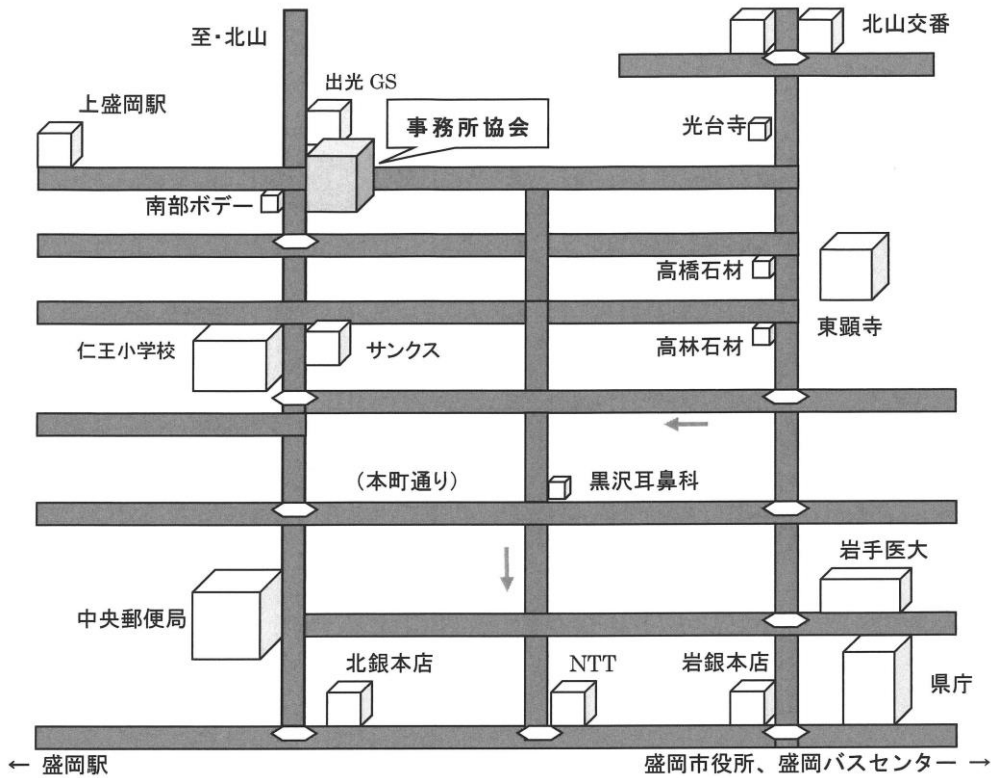 至・北山
北山交番
出光 GS
上盛岡駅
事務所協会
光台寺
南部ボデー
高橋石材
東顕寺
仁王小学校
サンクス
高林石材
（本町通り）
黒沢耳鼻科
岩手医大
中央郵便局
北銀本店
NTT
岩銀本店
県庁
← 盛岡駅
盛岡市役所、盛岡バスセンター →